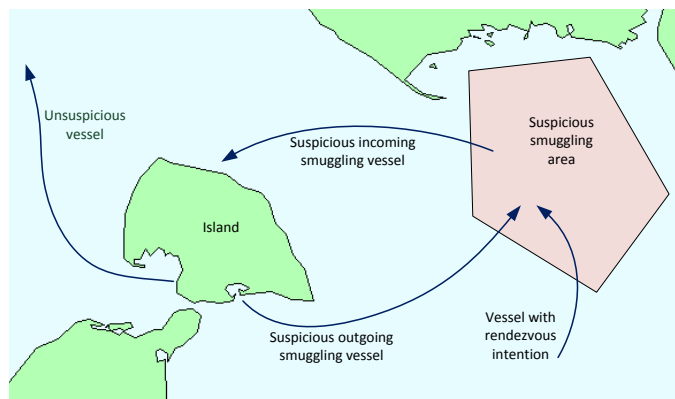 Unsuspicious
vessel
Suspicious incoming
smuggling vessel
Suspicious
smuggling
area
Island
Suspicious outgoing
smuggling vessel
Vessel with
rendezvous
intention